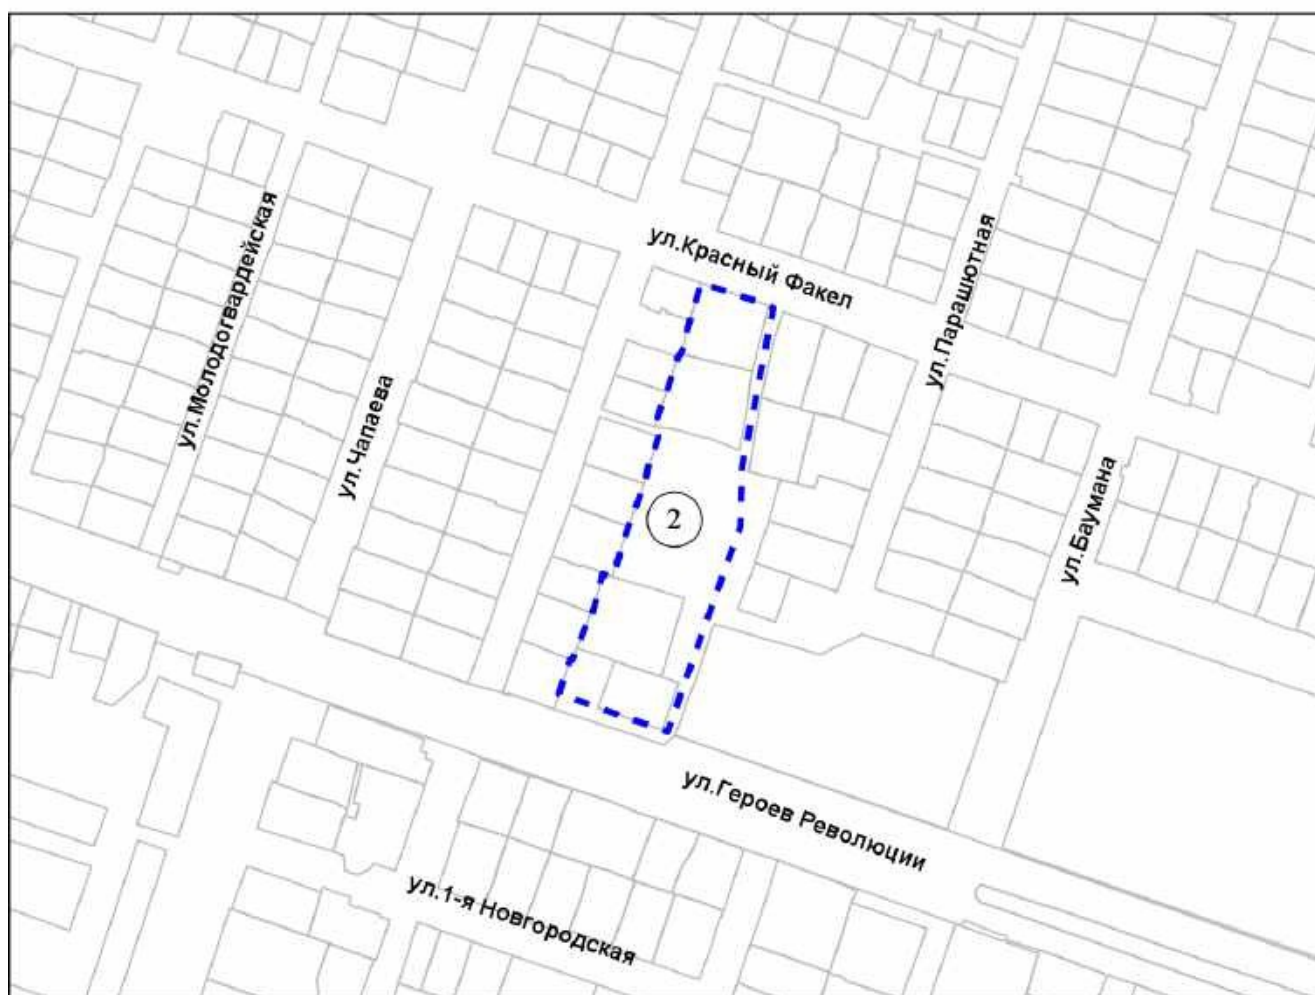 ул.Красный Факел
ул.Молодогвардейская
ул.Парашютная
ул.Чапаева
2
ул.Баумана
ул.Героев Революции
ул.1-я Новгородская